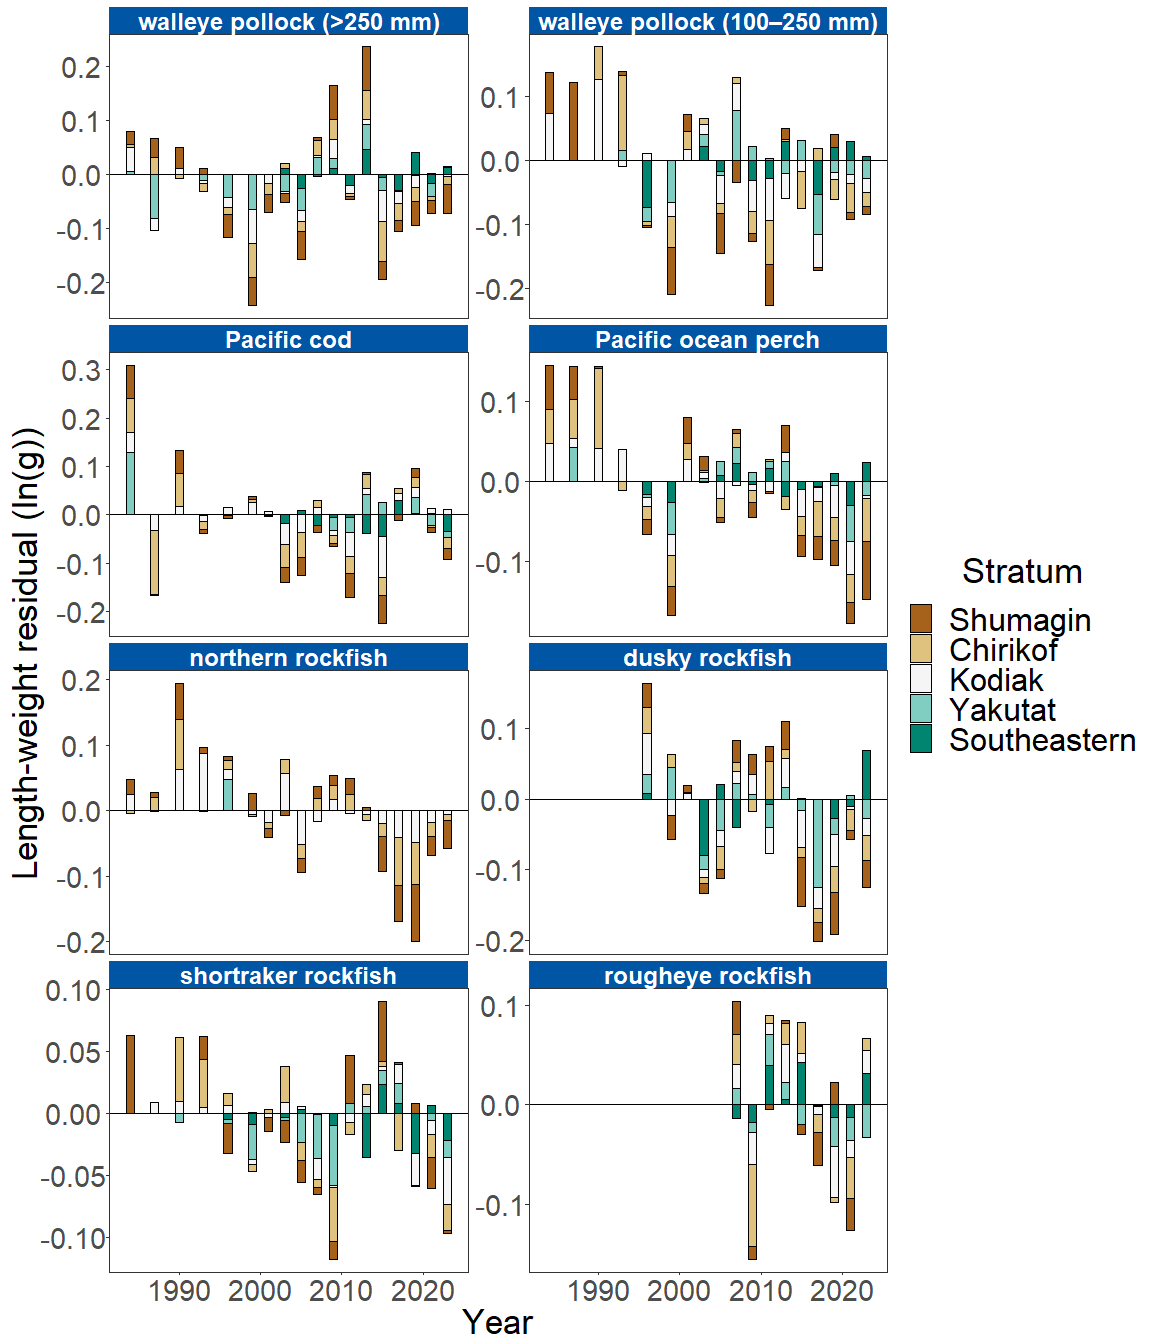 walleye pollock (>250 mm)
walleye pollock (100–250 mm)
0.2
0.1
0.0
-0.1
-0.2
0.1
0.0
-0.1
-0.2
Pacific cod
Pacific ocean perch
0.3
0.2
0.1
0.0
-0.1
-0.2
0.1
0.0
-0.1
northern rockfish
dusky rockfish
0.2
0.1
0.0
-0.1
-0.2
0.1
0.0
-0.1
-0.2
shortraker rockfish
rougheye rockfish
0.10
0.05
0.00
-0.05
-0.10
0.1
0.0
-0.1
1990 2000 2010 2020
1990 2000 2010 2020
Year
Length-weight residual (ln(g))
Stratum
Shumagin
Chirikof
Kodiak
Yakutat
Southeastern